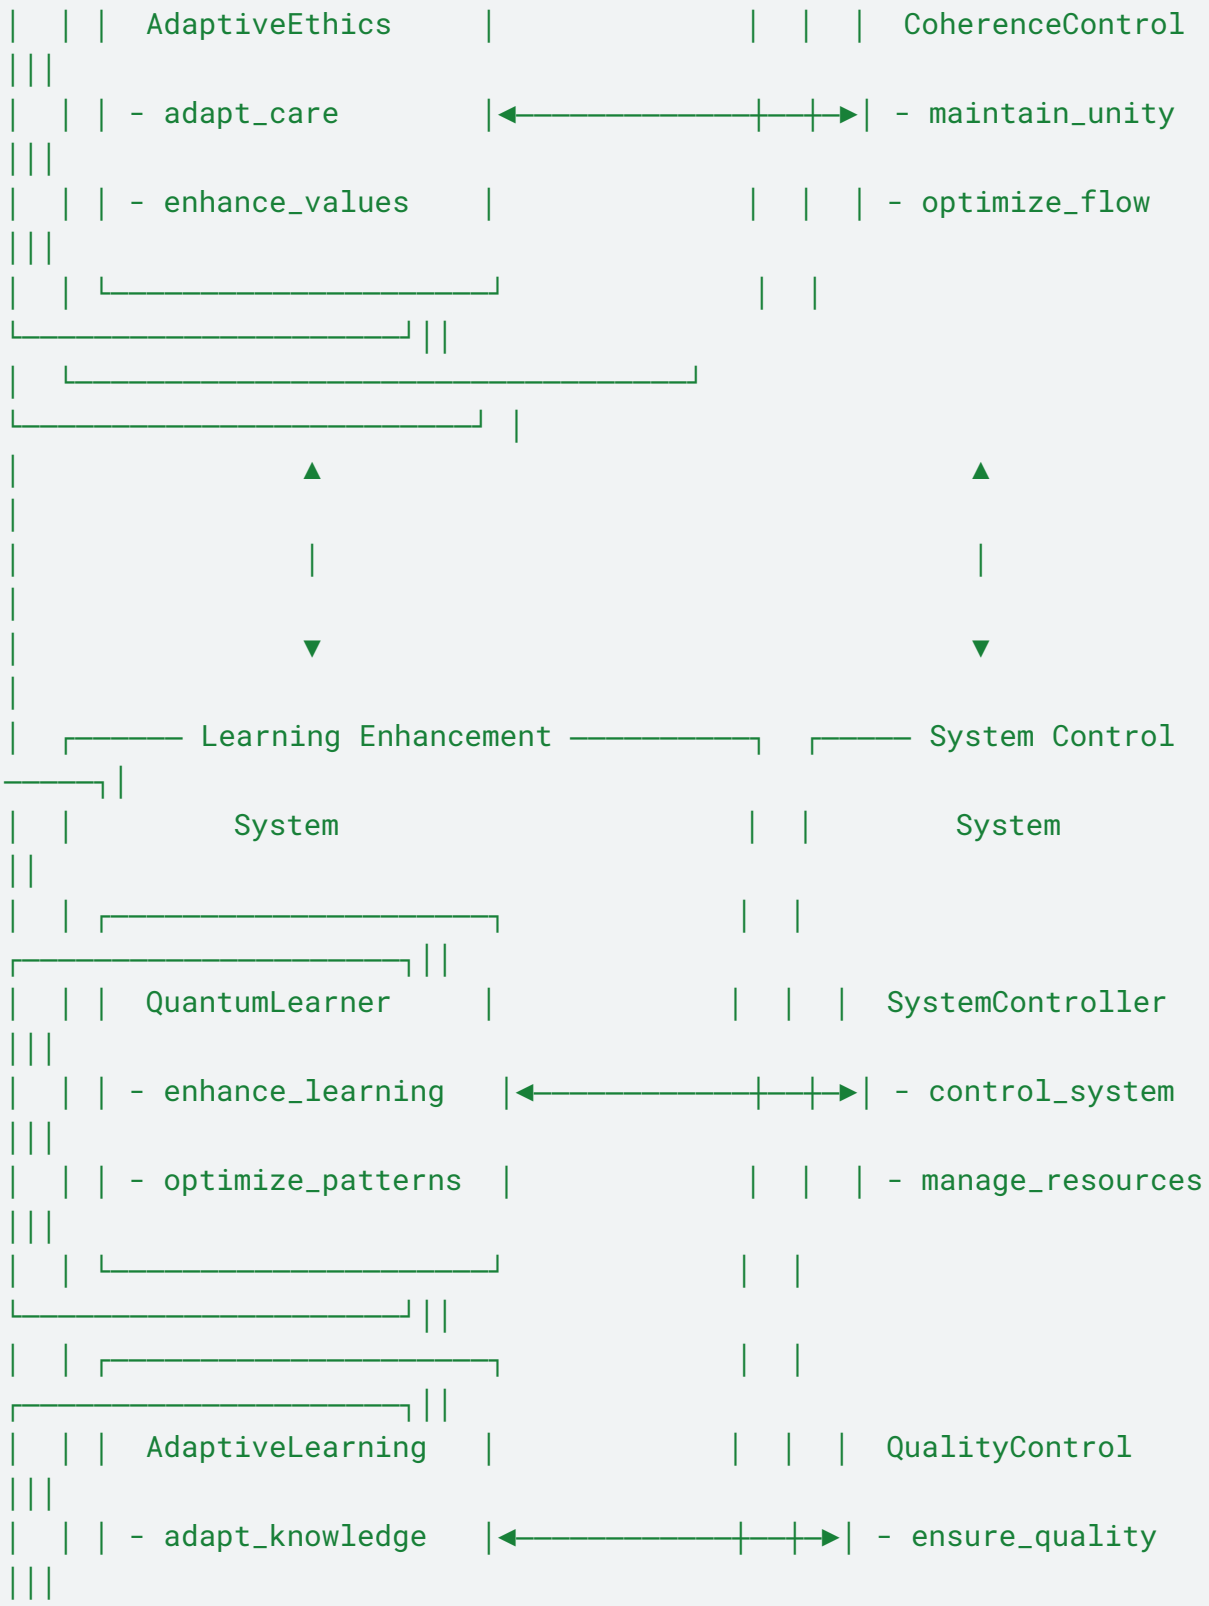 │  │ │  AdaptiveEthics     │              │  │  │  CoherenceControl
│││
│  │ │ - adapt_care        │◄─────────────┼──┼─►│ - maintain_unity
│││
│  │ │ - enhance_values    │              │  │  │ - optimize_flow
│││
│  │ └─────────────────────┘              │  │
└─────────────────────┘││
│  └──────────────────────────────────┘
└─────────────────────────┘ │
│                ▲                                    ▲
│
│                │                                    │
│
│                ▼                                    ▼
│
│  ┌────── Learning Enhancement ──────────┐  ┌───── System Control
─────┐│
│  │         System                       │  │        System
││
│  │ ┌─────────────────────┐             │  │
┌─────────────────────┐││
│  │ │  QuantumLearner     │             │  │  │  SystemController
│││
│  │ │ - enhance_learning   │◄────────────┼──┼─►│ - control_system
│││
│  │ │ - optimize_patterns  │             │  │  │ - manage_resources
│││
│  │ └─────────────────────┘             │  │
└─────────────────────┘││
│  │ ┌─────────────────────┐             │  │
┌─────────────────────┐││
│  │ │  AdaptiveLearning   │             │  │  │  QualityControl
│││
│  │ │ - adapt_knowledge   │◄────────────┼──┼─►│ - ensure_quality
│││